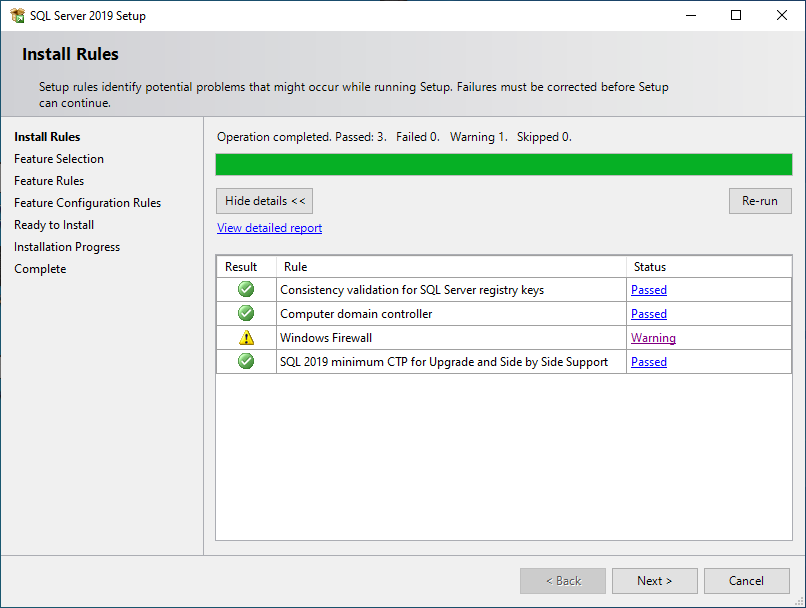 SQL Server 2019 Setup
Install Rules
Setup rules identify potential problems that might occur while running Setup. Failures must be corrected before Setup
can continue.
Install Rules
Feature Selection
Feature Rules
Feature Configuration Rules
Ready to Install
Installation Progress
Complete
Operation completed. Passed: 3.   Failed 0.   Warning 1.   Skipped 0.
Hide details <<
Re-run
View detailed report
Result Rule Status
Consistency validation for SQL Server registry keys Passed
Computer domain controller Passed
Windows Firewall Warning
SQL 2019 minimum CTP for Upgrade and Side by Side Support Passed
< Back Next > Cancel